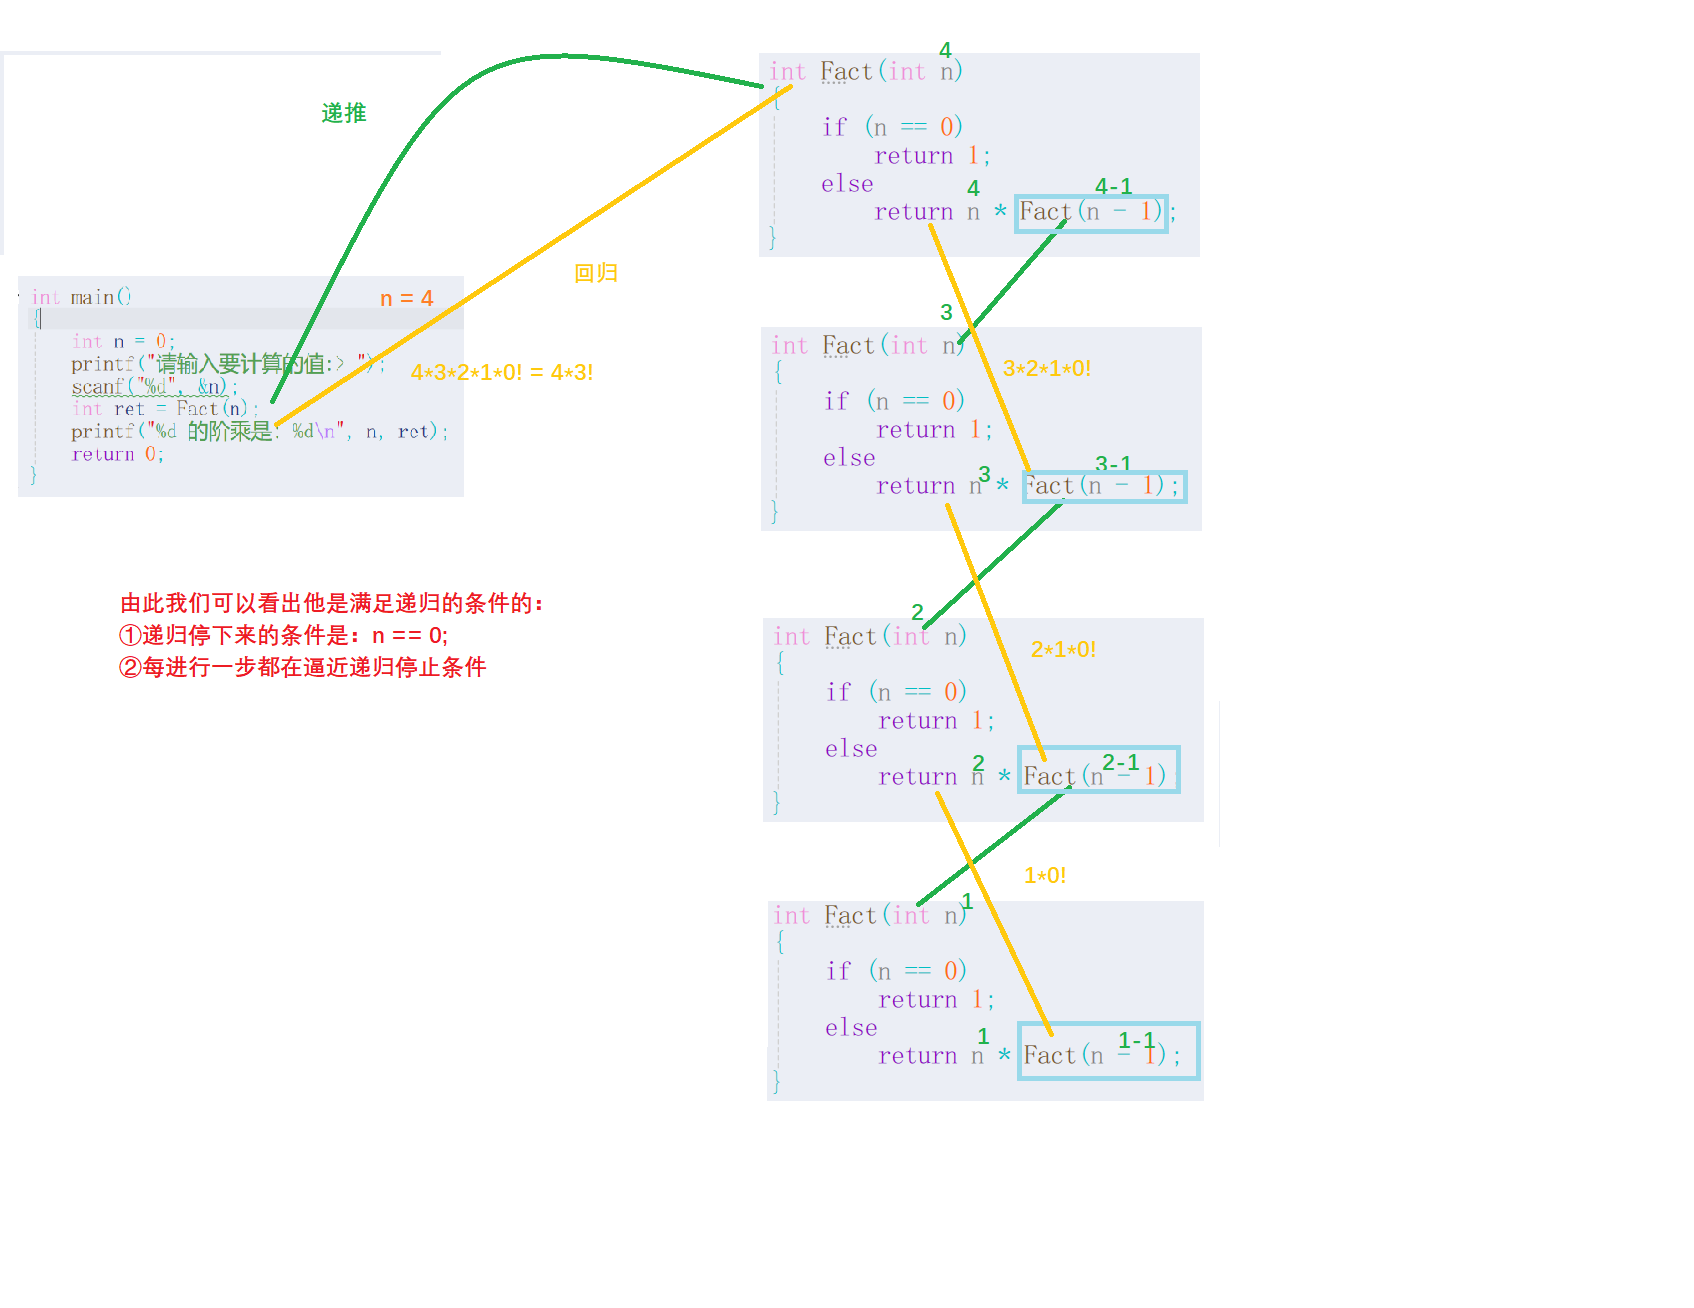 递推
回归
int main()
n = 4
{
int n = 0;
printf("请输入要计算的值:> ");
scanf("%d", &n);
int ret = Fact(n);
printf("%d 的阶乘是: %d\n", n, ret);
return 0;
}
4*3*2*1*0! = 4*3!
由此我们可以看出他是满足递归的条件的：
①递归停下来的条件是：n == 0;
②每进行一步都在逼近递归停止条件
4
int Fact(int n)
{
if (n == 0)
return 1;
else
4 4-1
return n * Fact(n - 1);
}
3
int Fact(int n)
3*2*1*0!
{
if (n == 0)
return 1;
else
3 3-1
return n * Fact(n - 1);
}
2
int Fact(int n)
2*1*0!
{
if (n == 0)
return 1;
else
2 2-1
return n * Fact(n - 1)
}
1*0!
1
int Fact(int n)
{
if (n == 0)
return 1;
else
1 1-1
return n * Fact(n - 1);
}